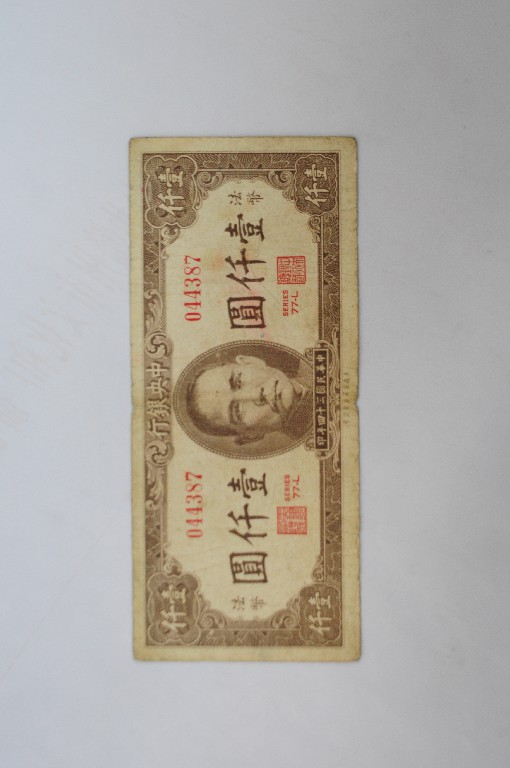 中央銀行
壹仟
壹仟
044387
044387
法幣
法幣
壹仟圓
壹仟圓
SERIES
77-L
SERIES
77-L
中華民國三十四年印
壹仟
壹仟